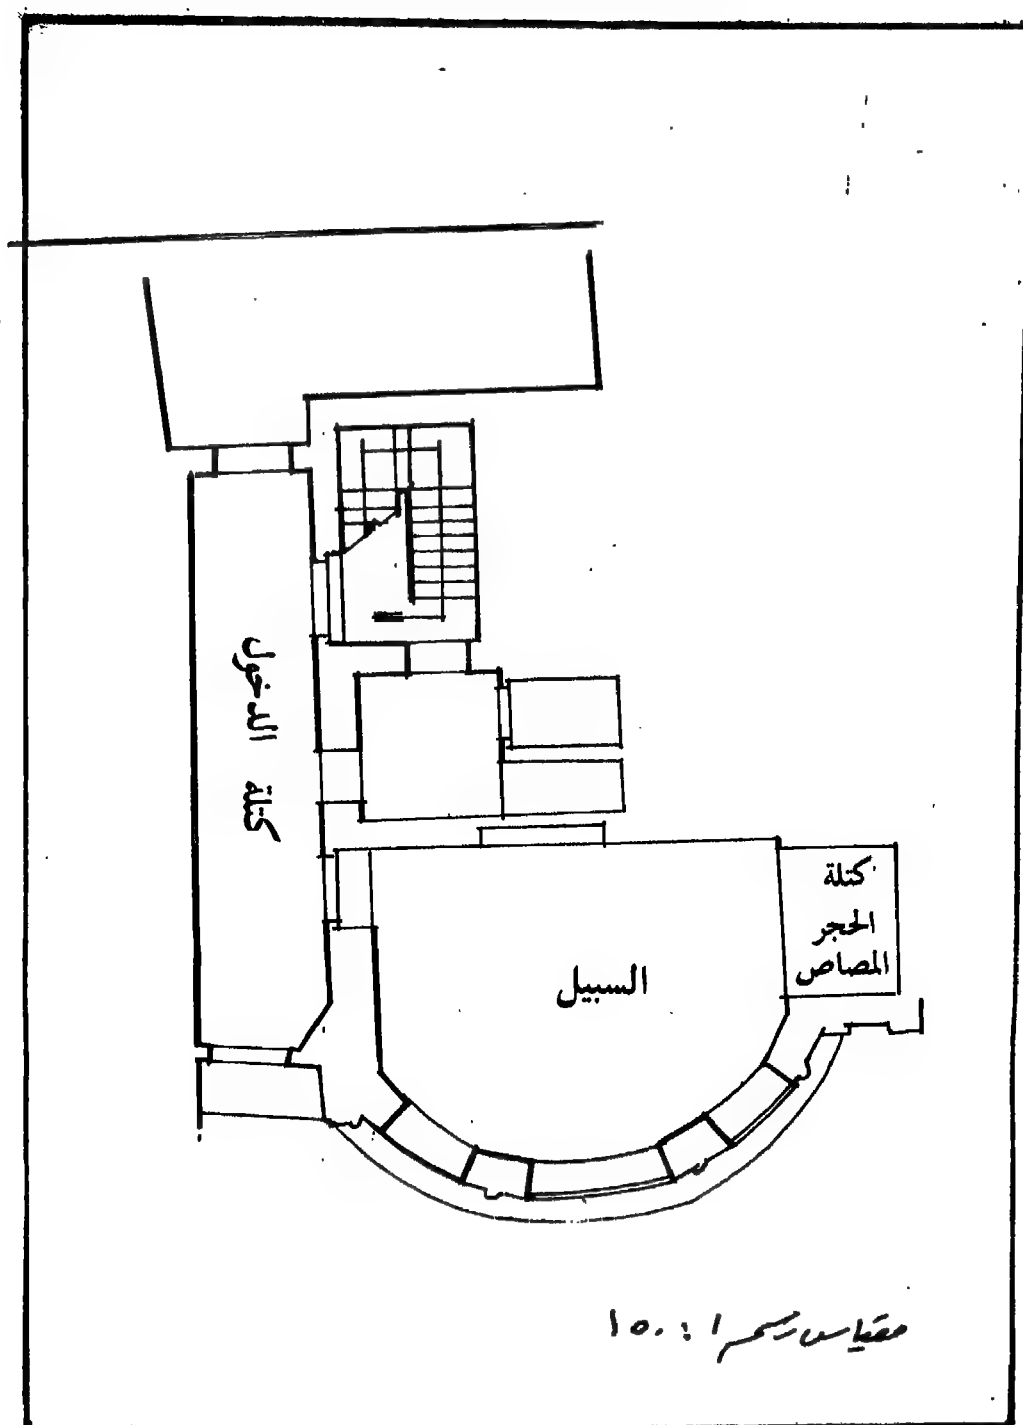 كتلة الدخول
كتلة
الحجر
المصاص
السبيل
مقياس رسم ١ : ١٥٠